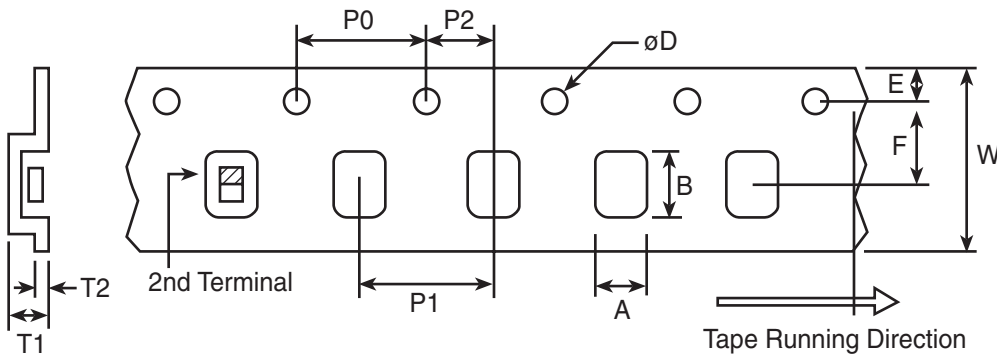 P0
P2
øD
E
F
W
B
2nd Terminal
T2
P1
A
T1
Tape Running Direction